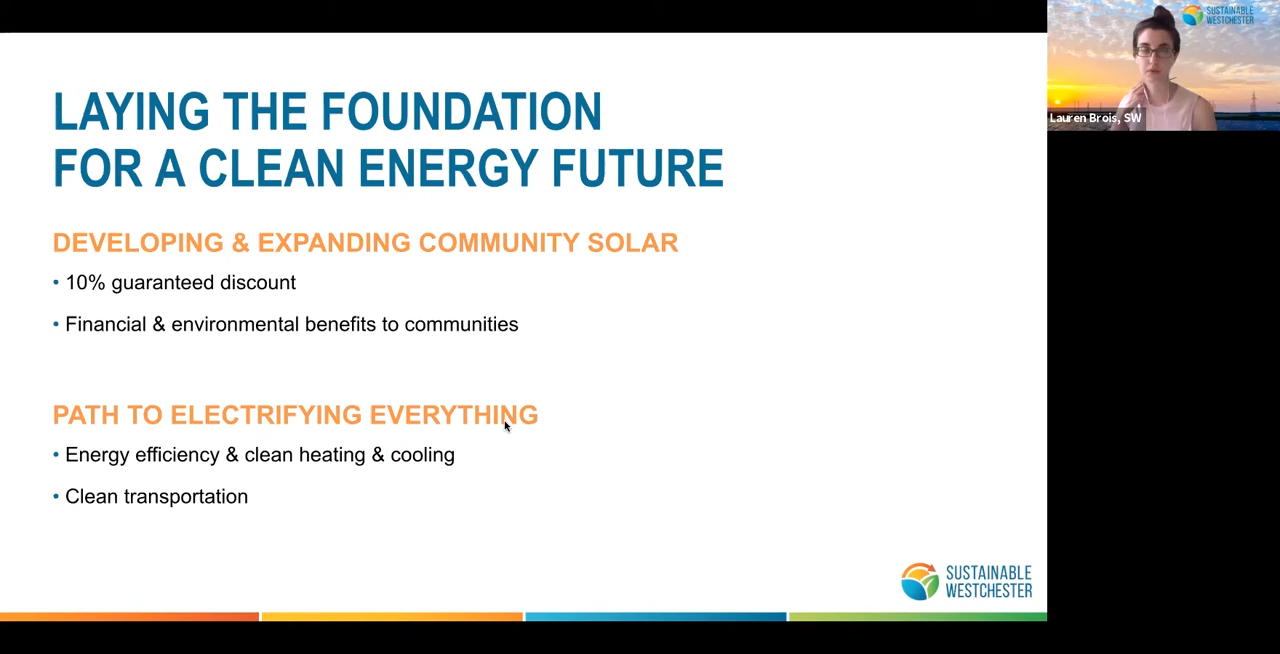 LAYING THE FOUNDATION
FOR A CLEAN ENERGY FUTURE
DEVELOPING & EXPANDING COMMUNITY SOLAR
• 10% guaranteed discount
• Financial & environmental benefits to communities
PATH TO ELECTRIFYING EVERYTHING
• Energy efficiency & clean heating & cooling
• Clean transportation
SUSTAINABLE
WESTCHESTER
SUSTAINABLE
WESTCHESTER
Lauren Brois, SW